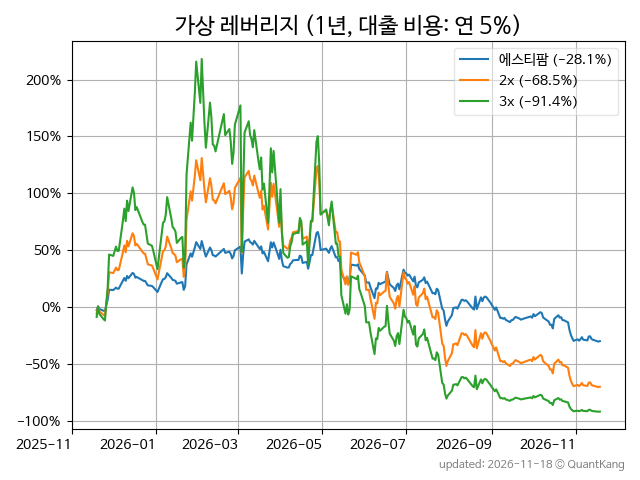 가상 레버리지 (1년, 대출 비용: 연 5%)
에스티팜 (-28.1%)
2x (-68.5%)
3x (-91.4%)
200%
150%
100%
50%
0%
−50%
−100%
2025-11 2026-01 2026-03 2026-05 2026-07 2026-09 2026-11
updated: 2026-11-18 © QuantKang